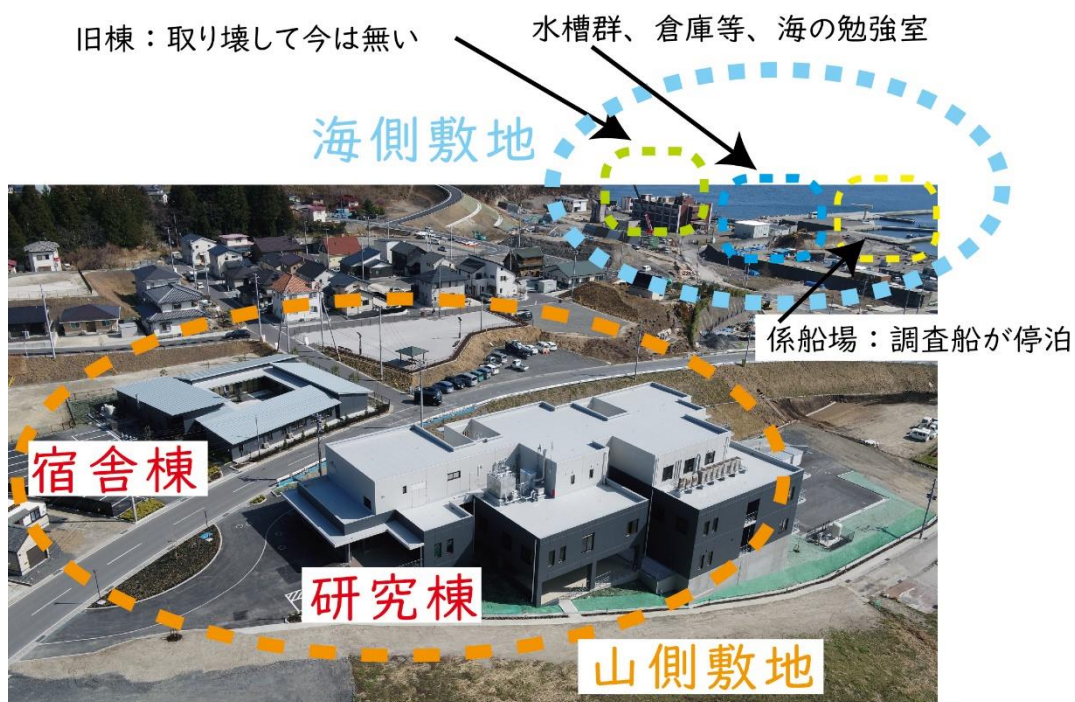 旧棟：取り壊して今は無い
水槽群、倉庫等、海の勉強室
海側敷地
係船場：調査船が停泊
宿舎棟
研究棟
山側敷地